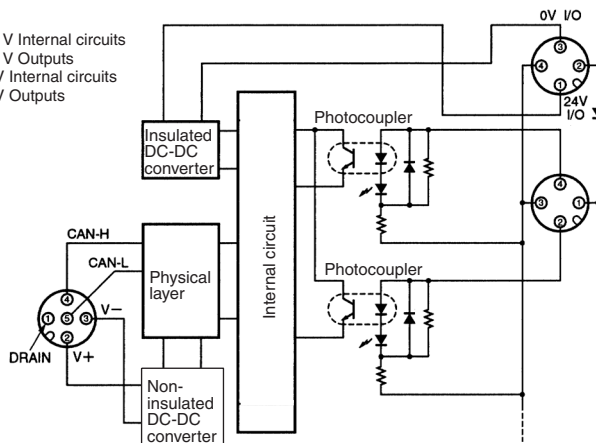 V Internal circuits
V Outputs
V Internal circuits
V Outputs
0V I/O
3
4
2
1
24V
I/O
Insulated
DC-DC
converter
Photocoupler
Internal circuit
4
3
1
2
CAN-H
CAN-L
Physical
layer
Photocoupler
4
1
5
3
2
V−
DRAIN
V+
Non-
insulated
DC-DC
converter